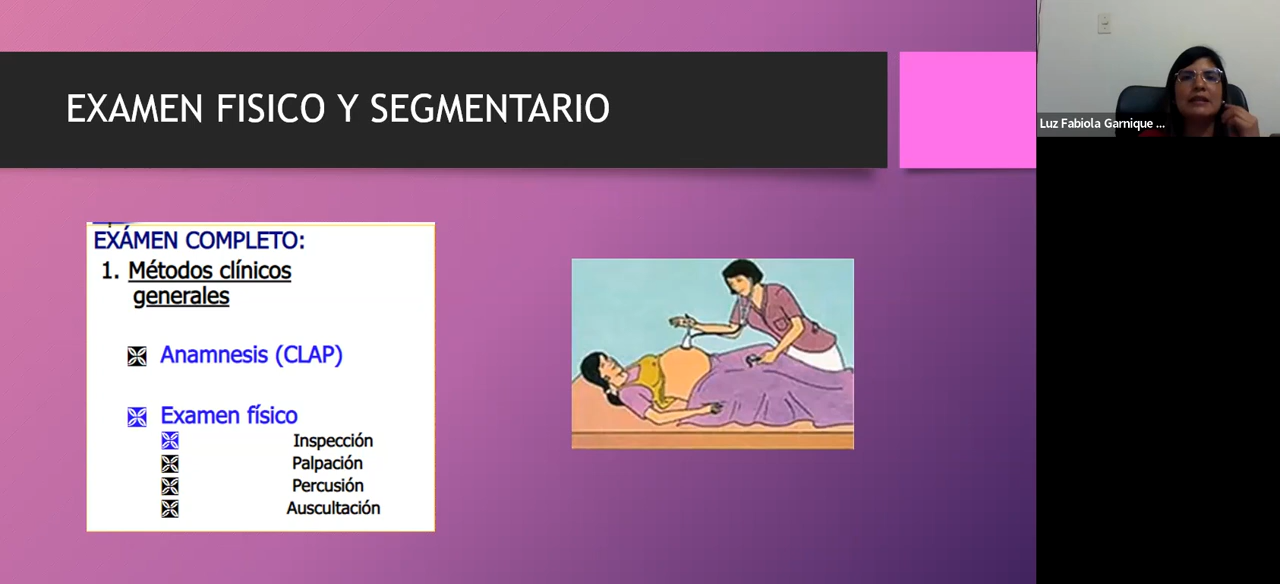 EXAMEN FISICO Y SEGMENTARIO
Luz Fabiola Garnique ...
EXÁMEN COMPLETO:
1. Métodos clínicos
generales
Anamnesis (CLAP)
Examen físico
Inspección
Palpación
Percusión
Auscultación